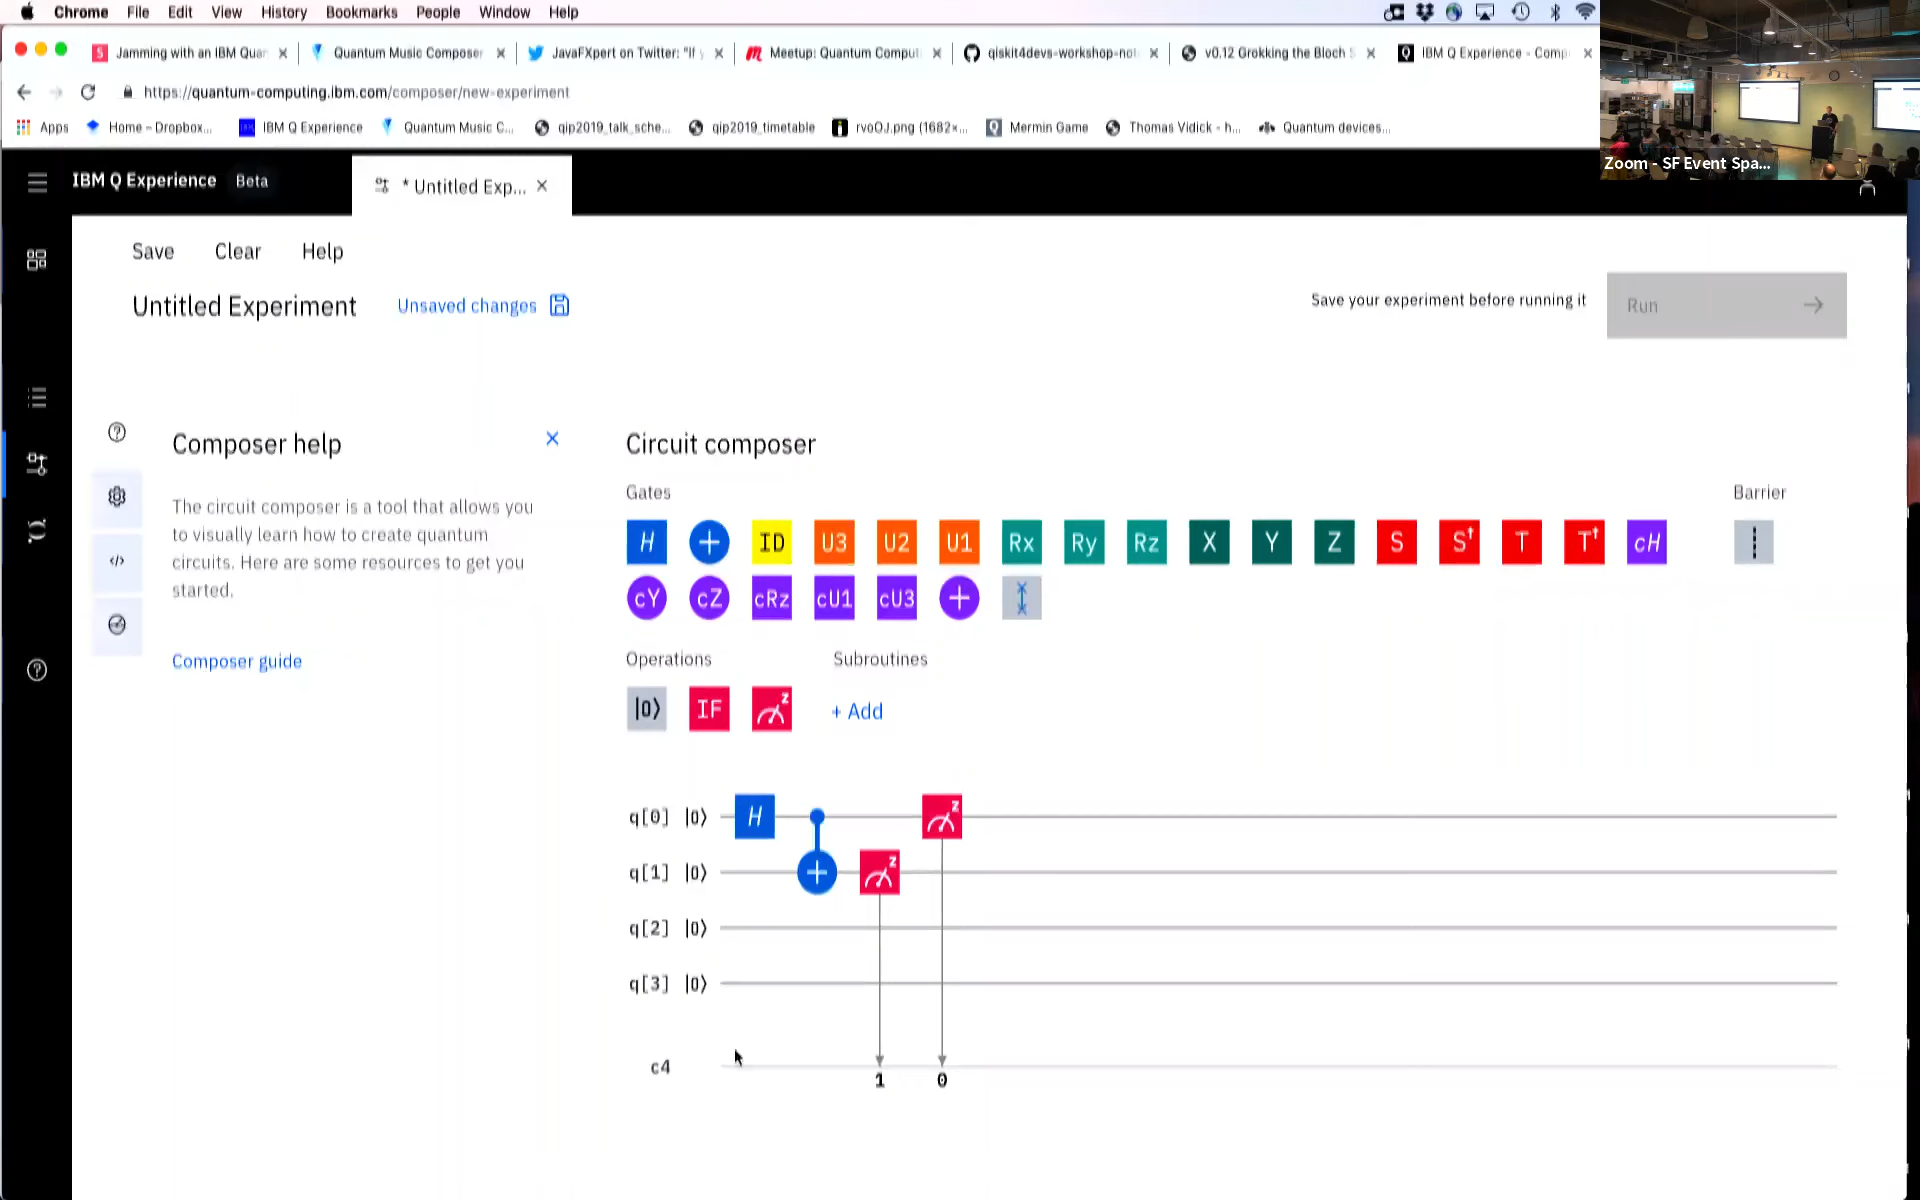 Chrome File Edit View History Bookmarks People Window Help
Jamming with an IBM Quan Quantum Music Composer JavaFXpert on Twitter: "If y Meetup: Quantum Computi qiskit4devs-workshop-not v0.12 Grokking the Bloch S IBM Q Experience - Comp
https://quantum-computing.ibm.com/composer/new-experiment
Apps Home – Dropbox... IBM Q Experience Quantum Music C... qip2019_talk_sche... qip2019_timetable rvoOJ.png (1682×... Mermin Game Thomas Vidick - h... Quantum devices...
Zoom - SF Event Spa...
IBM Q Experience Beta * Untitled Exp...
Save Clear Help
Untitled Experiment Unsaved changes Save your experiment before running it Run
Composer help
The circuit composer is a tool that allows you
to visually learn how to create quantum
circuits. Here are some resources to get you
started.
Composer guide
Circuit composer
Gates Barrier
H + ID U3 U2 U1 Rx Ry Rz X Y Z S S† T T† cH
cY cZ cRz cU1 cU3 +
Operations Subroutines
|0⟩ IF z + Add
q[0] |0⟩ H z
q[1] |0⟩ + z
q[2] |0⟩
q[3] |0⟩
c4
1 0